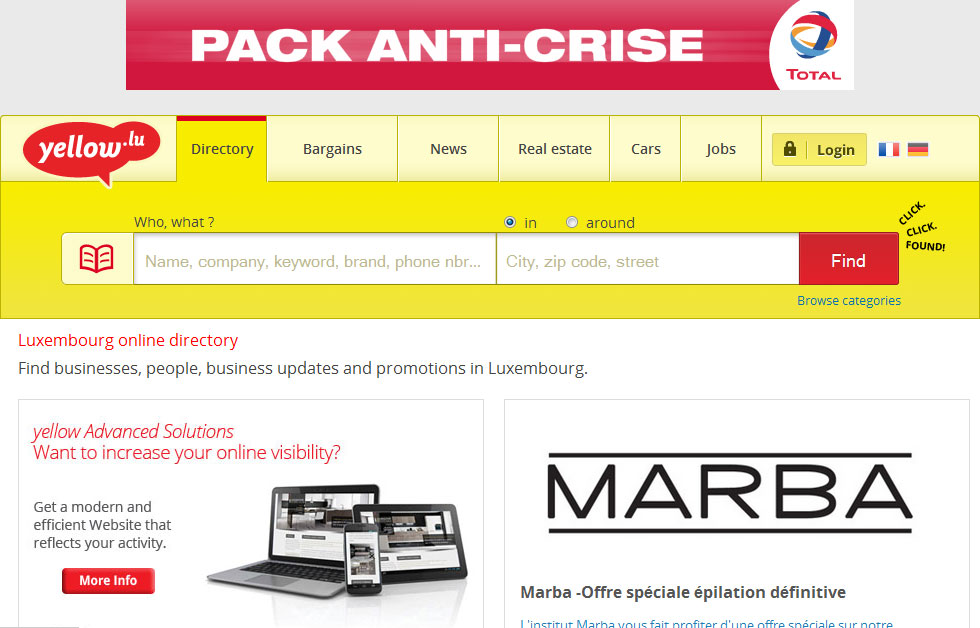 PACK ANTI-CRISE
TOTAL
yellow.lu
Directory
Bargains
News
Real estate
Cars
Jobs
Login
Who, what ?
in
around
CLICK.
CLICK.
FOUND!
Name, company, keyword, brand, phone nbr...
City, zip code, street
Find
Browse categories
Luxembourg online directory
Find businesses, people, business updates and promotions in Luxembourg.
yellow Advanced Solutions
Want to increase your online visibility?
Get a modern and
efficient Website that
reflects your activity.
More Info
MARBA
Marba -Offre spéciale épilation définitive
L'institut Marba vous fait profiter d'une offre spéciale sur notre